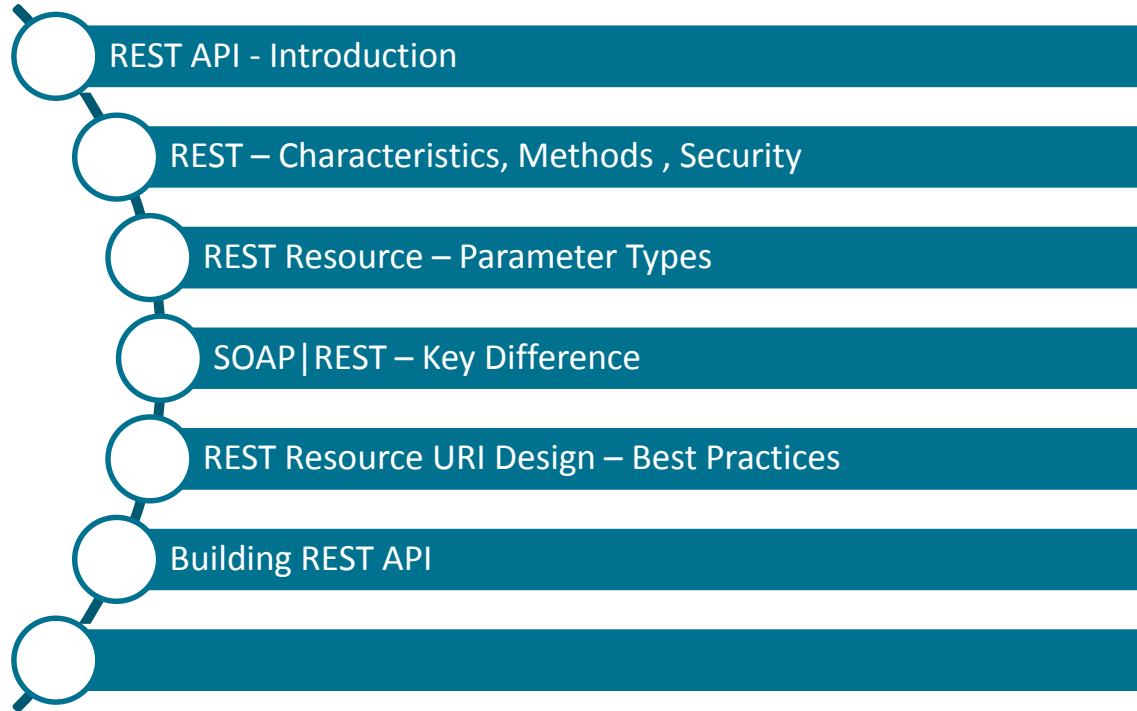 REST API - Introduction
REST – Characteristics, Methods , Security
REST Resource – Parameter Types
SOAP|REST – Key Difference
REST Resource URI Design – Best Practices
Building REST API